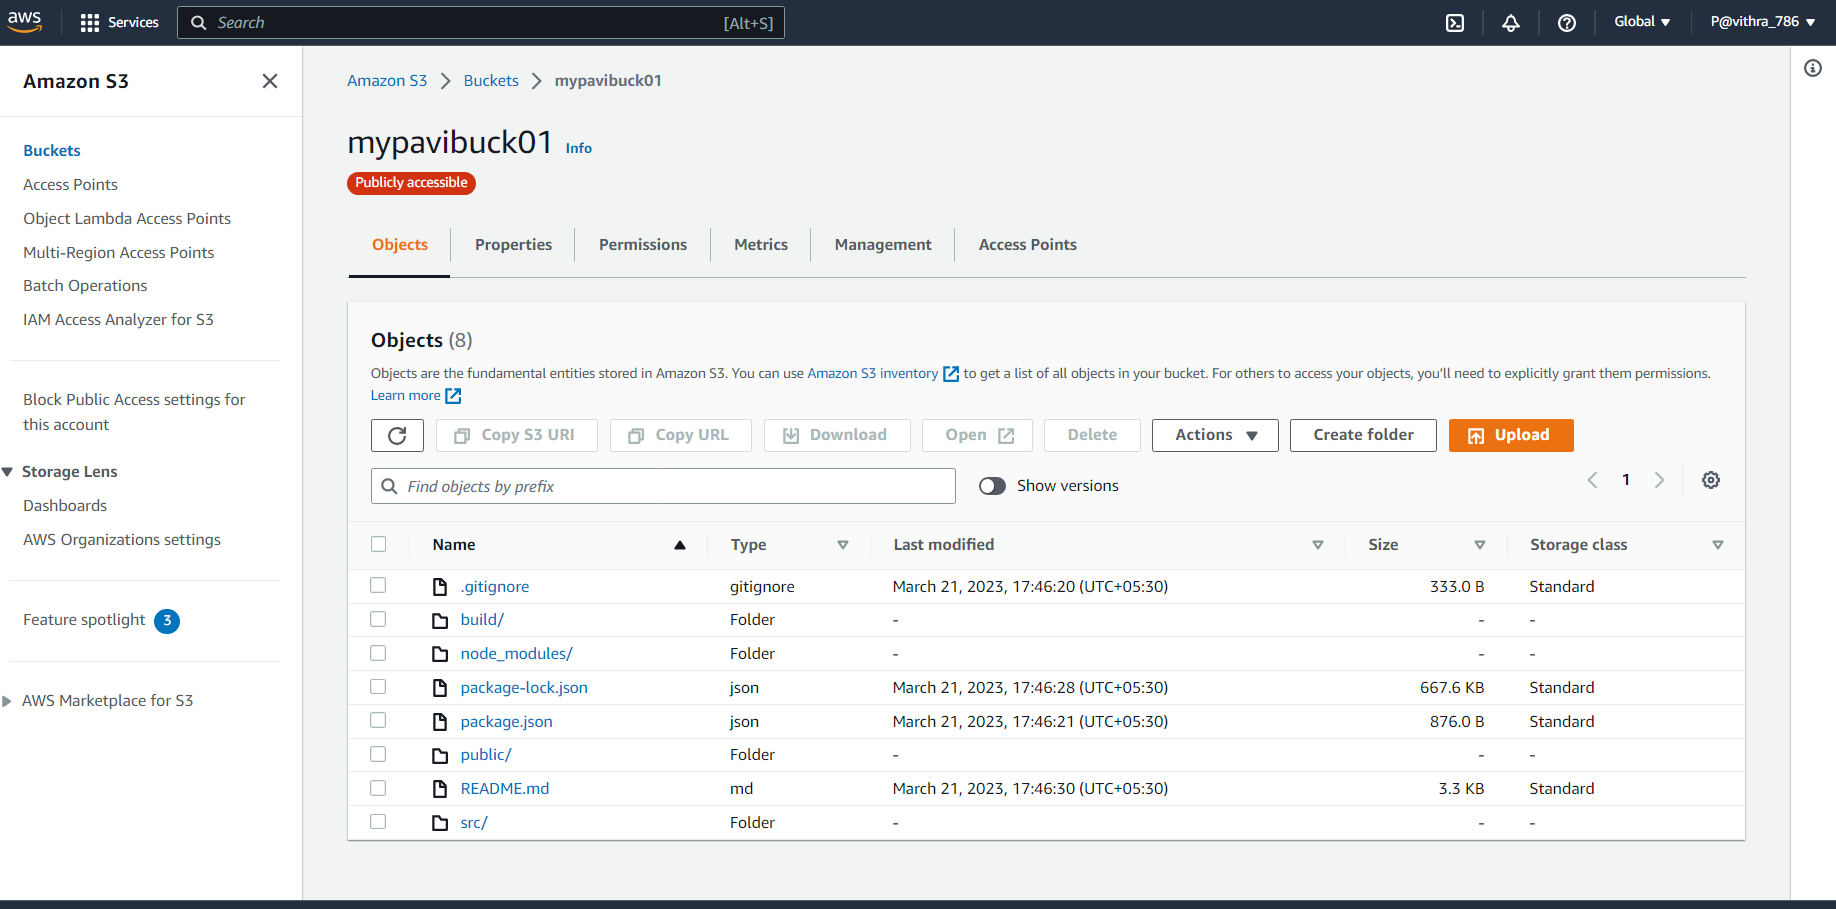 aws Services Search [Alt+S] Global P@vithra_786
Amazon S3
Buckets
Access Points
Object Lambda Access Points
Multi-Region Access Points
Batch Operations
IAM Access Analyzer for S3
Block Public Access settings for
this account
Storage Lens
Dashboards
AWS Organizations settings
Feature spotlight 3
AWS Marketplace for S3
Amazon S3 Buckets mypavibuck01
mypavibuck01 Info
Publicly accessible
Objects Properties Permissions Metrics Management Access Points
Objects (8)
Objects are the fundamental entities stored in Amazon S3. You can use Amazon S3 inventory to get a list of all objects in your bucket. For others to access your objects, you'll need to explicitly grant them permissions.
Learn more
Copy S3 URI Copy URL Download Open Delete Actions Create folder Upload
Find objects by prefix Show versions 1
Name Type Last modified Size Storage class
.gitignore gitignore March 21, 2023, 17:46:20 (UTC+05:30) 333.0 B Standard
build/ Folder - - -
node_modules/ Folder - - -
package-lock.json json March 21, 2023, 17:46:28 (UTC+05:30) 667.6 KB Standard
package.json json March 21, 2023, 17:46:21 (UTC+05:30) 876.0 B Standard
public/ Folder - - -
README.md md March 21, 2023, 17:46:30 (UTC+05:30) 3.3 KB Standard
src/ Folder - - -